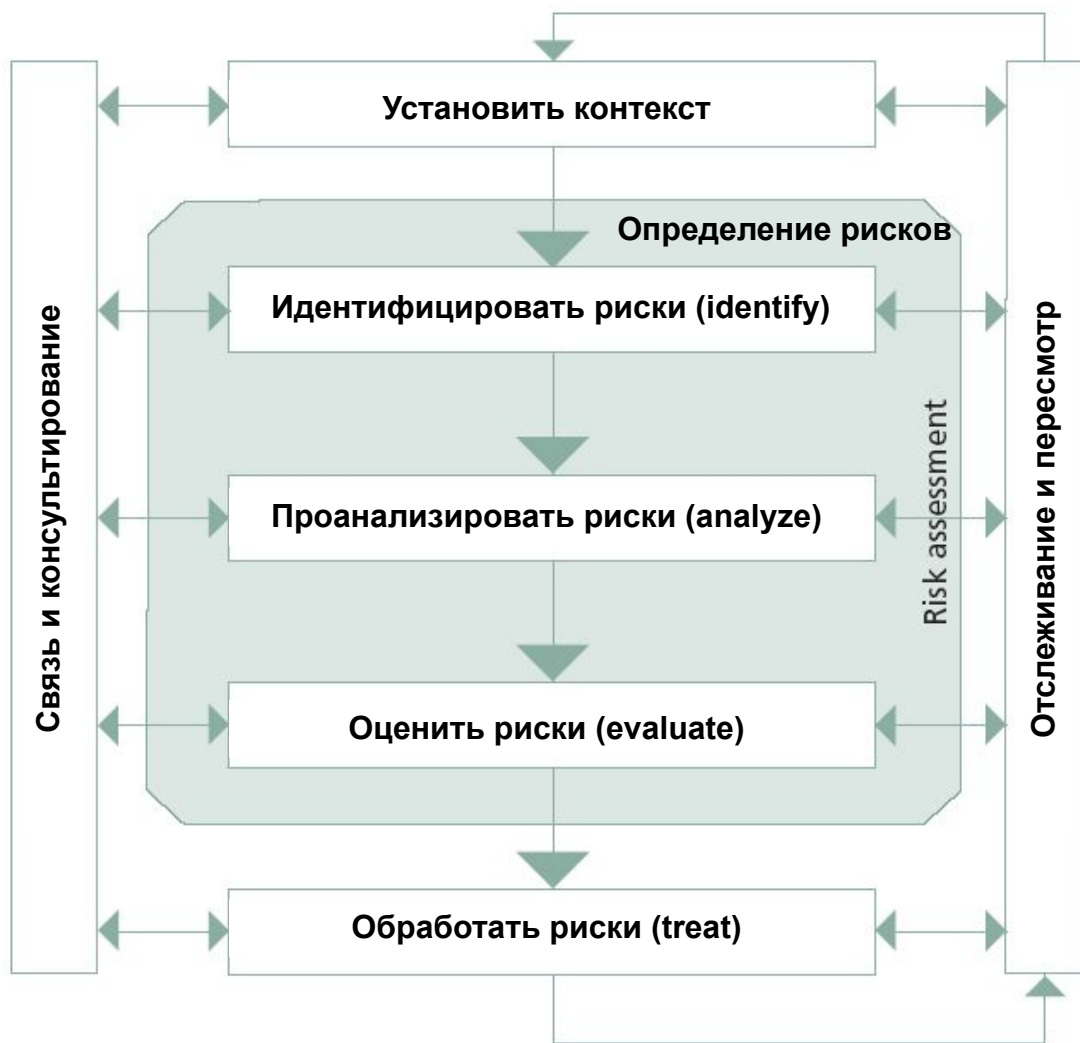 Установить контекст
Определение рисков
Идентифицировать риски (identify)
Проанализировать риски (analyze)
Оценить риски (evaluate)
Обработать риски (treat)
Связь и консультирование
Risk assessment
Отслеживание и пересмотр